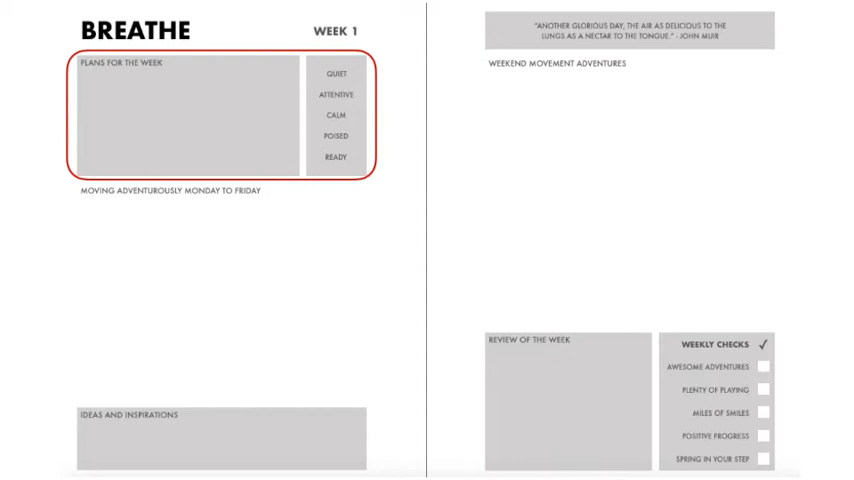 BREATHE
WEEK 1
PLANS FOR THE WEEK
QUIET
ATTENTIVE
CALM
POISED
READY
MOVING ADVENTUROUSLY MONDAY TO FRIDAY
IDEAS AND INSPIRATIONS
"ANOTHER GLORIOUS DAY, THE AIR AS DELICIOUS TO THE
LUNGS AS A NECTAR TO THE TONGUE." - JOHN MUIR
WEEKEND MOVEMENT ADVENTURES
REVIEW OF THE WEEK
WEEKLY CHECKS ✓
AWESOME ADVENTURES
PLENTY OF PLAYING
MILES OF SMILES
POSITIVE PROGRESS
SPRING IN YOUR STEP